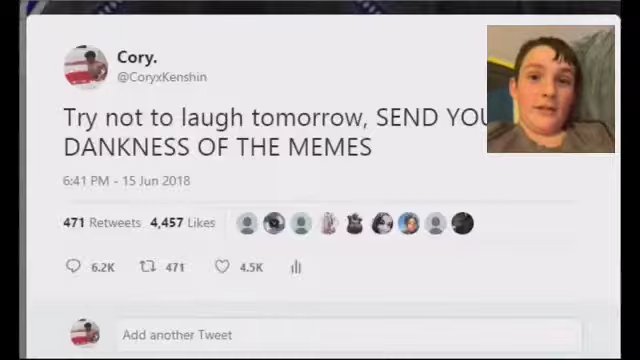 Cory.
@CoryxKenshin
Try not to laugh tomorrow, SEND
DANKNESS OF THE MEMES
6:41 PM - 15 Jun 2018
471 Retweets 4,457 Likes
6.2K 471 4.5K
Add another Tweet